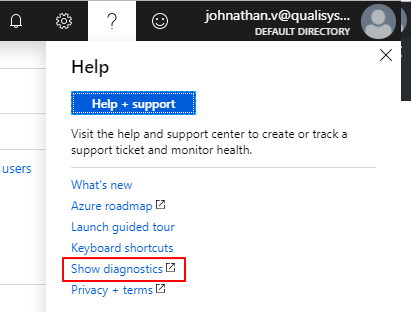 johnathan.v@qualisys...
DEFAULT DIRECTORY
Help
Help + support
Visit the help and support center to create or track a
support ticket and monitor health.
users
What's new
Azure roadmap
Launch guided tour
Keyboard shortcuts
Show diagnostics
Privacy + terms